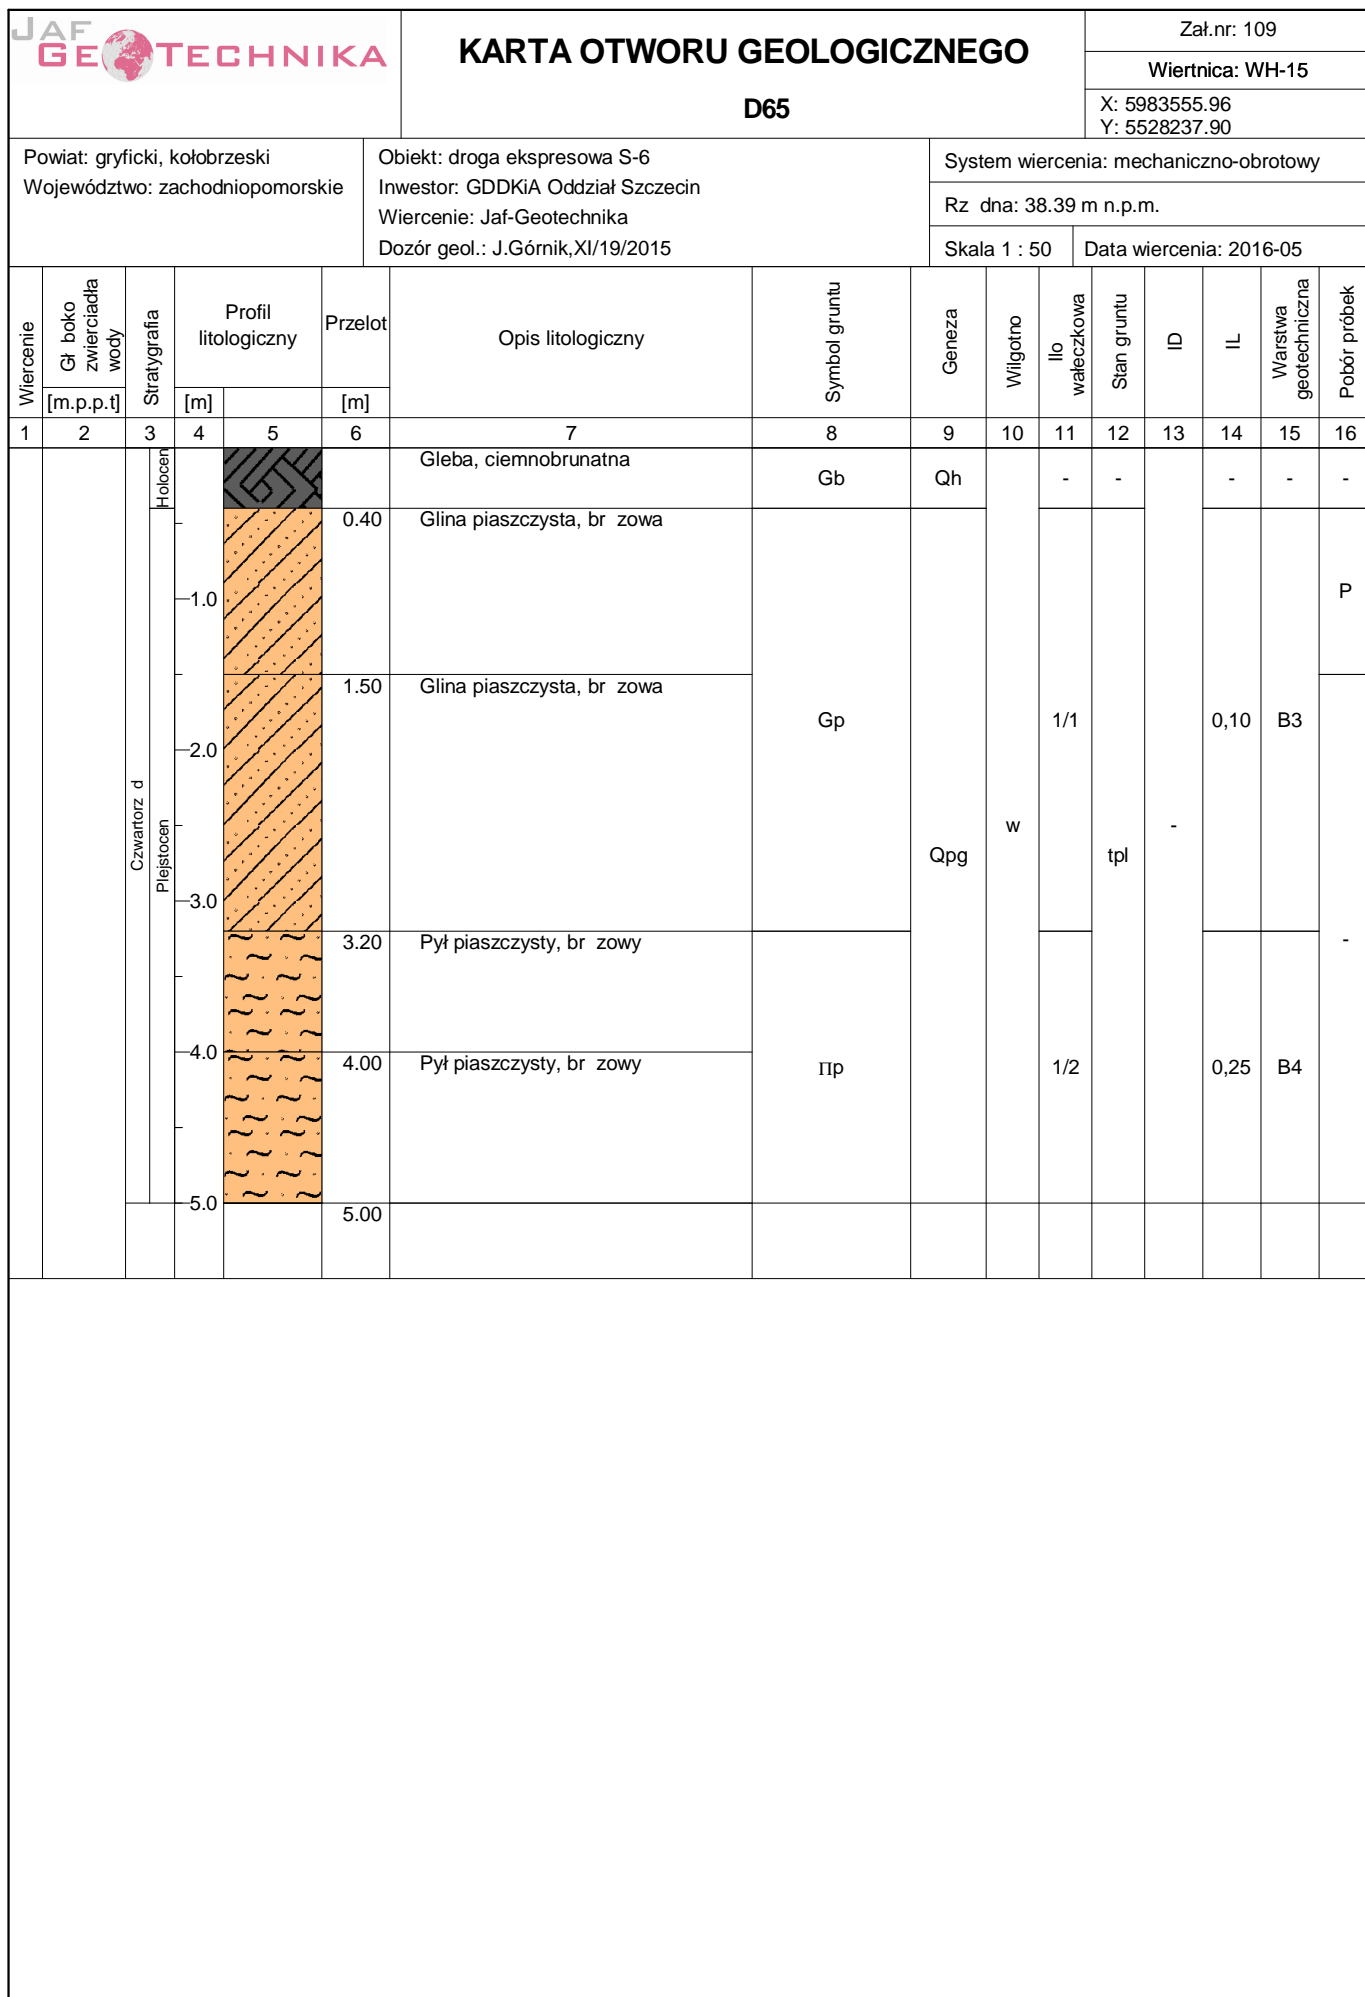 JAF
GEOTECHNIKA
KARTA OTWORU GEOLOGICZNEGO
D65
Zał.nr: 109
Wiertnica: WH-15
X: 5983555.96
Y: 5528237.90
Powiat: gryficki, kołobrzeski
Województwo: zachodniopomorskie
Obiekt: droga ekspresowa S-6
Inwestor: GDDKiA Oddział Szczecin
Wiercenie: Jaf-Geotechnika
Dozór geol.: J.Górnik,XI/19/2015
System wiercenia: mechaniczno-obrotowy
Rz dna: 38.39 m n.p.m.
Skala 1 : 50
Data wiercenia: 2016-05
Wiercenie
Gł boko
zwierciadła
wody
[m.p.p.t]
Stratygrafia
Profil
litologiczny
[m]
Przelot
[m]
Opis litologiczny
Symbol gruntu
Geneza
Wilgotno
Ilo
wałeczkowa
Stan gruntu
ID
IL
Warstwa
geotechniczna
Pobór próbek
1 2 3 4 5 6 7 8 9 10 11 12 13 14 15 16
Holocen
Gleba, ciemnobrunatna
Gb
Qh
- - - - -
0.40 Glina piaszczysta, br zowa
1.0
P
1.50 Glina piaszczysta, br zowa
Gp
1/1
0,10
B3
2.0
Czwartorz d
Plejstocen
w
-
Qpg
tpl
3.0
3.20 Pył piaszczysty, br zowy
-
4.0
4.00 Pył piaszczysty, br zowy
Πp
1/2
0,25
B4
5.0
5.00